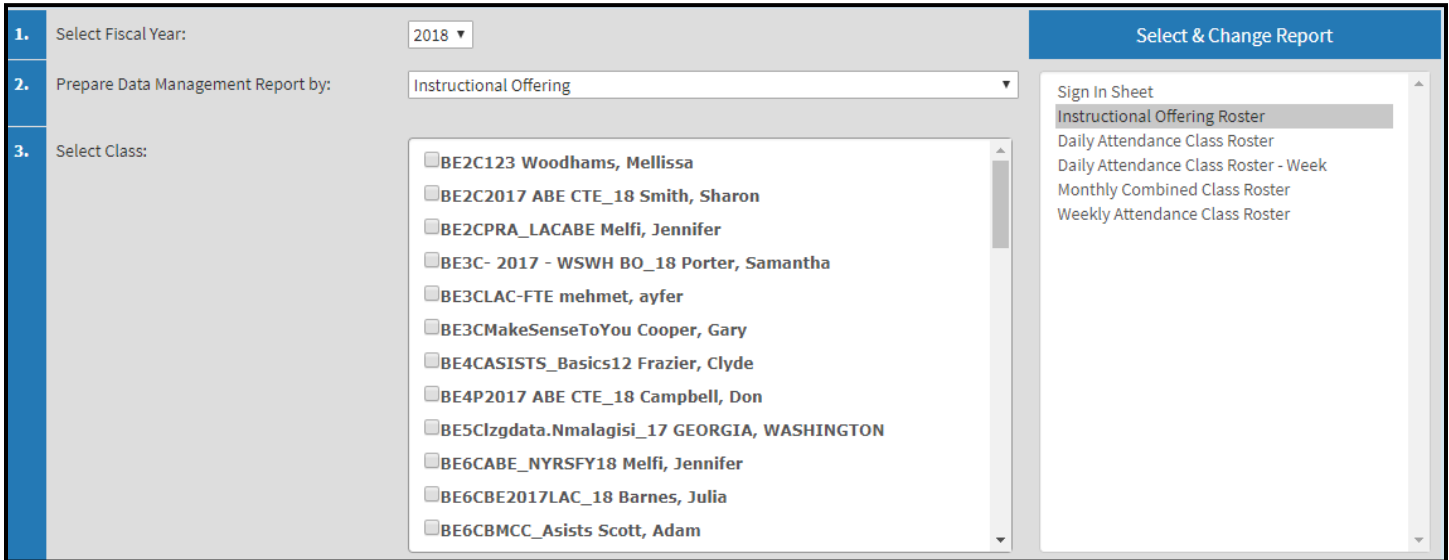 1. Select Fiscal Year: 2018
2. Prepare Data Management Report by: Instructional Offering
3. Select Class:
BE2C123 Woodhams, Mellissa
BE2C2017 ABE CTE_18 Smith, Sharon
BE2CPRA_LACABE Melfi, Jennifer
BE3C- 2017 - WSWH BO_18 Porter, Samantha
BE3CLAC-FTE mehmet, ayfer
BE3CMakeSenseToYou Cooper, Gary
BE4CASISTS_Basics12 Frazier, Clyde
BE4P2017 ABE CTE_18 Campbell, Don
BE5Clzgdata.Nmalagisi_17 GEORGIA, WASHINGTON
BE6CABE_NYRSFY18 Melfi, Jennifer
BE6CBE2017LAC_18 Barnes, Julia
BE6CBMCC_Asists Scott, Adam
Select & Change Report
Sign In Sheet
Instructional Offering Roster
Daily Attendance Class Roster
Daily Attendance Class Roster - Week
Monthly Combined Class Roster
Weekly Attendance Class Roster